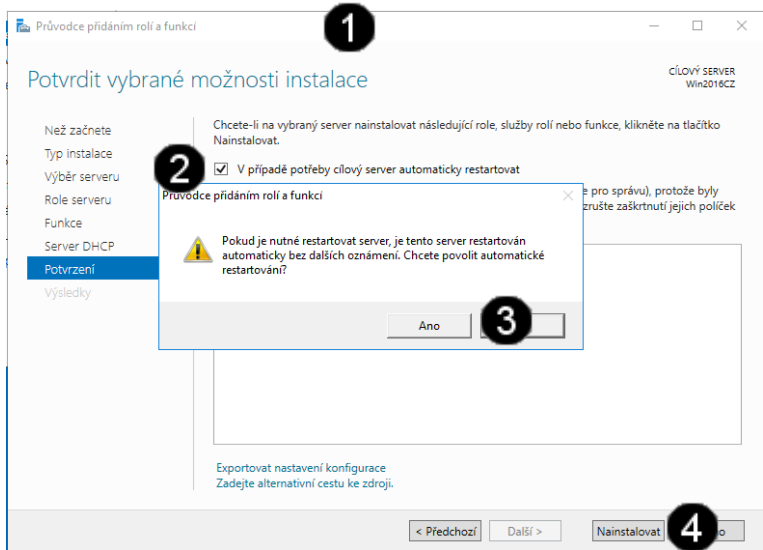 Průvodce přidáním rolí a funkcí
1
Potvrdit vybrané možnosti instalace
CÍLOVÝ SERVER
Win2016CZ
Než začnete
Typ instalace
Výběr serveru
Role serveru
Funkce
Server DHCP
Potvrzení
Výsledky
Chcete-li na vybraný server nainstalovat následující role, služby rolí nebo funkce, klikněte na tlačítko
Nainstalovat.
2
V případě potřeby cílový server automaticky restartovat
pro správu), protože byly
zrušte zaškrtnutí jejich políček
Průvodce přidáním rolí a funkcí
Pokud je nutné restartovat server, je tento server restartován
automaticky bez dalších oznámení. Chcete povolit automatické
restartování?
Ano
3
Exportovat nastavení konfigurace
Zadejte alternativní cestu ke zdroji.
< Předchozí
Další >
Nainstalovat
4